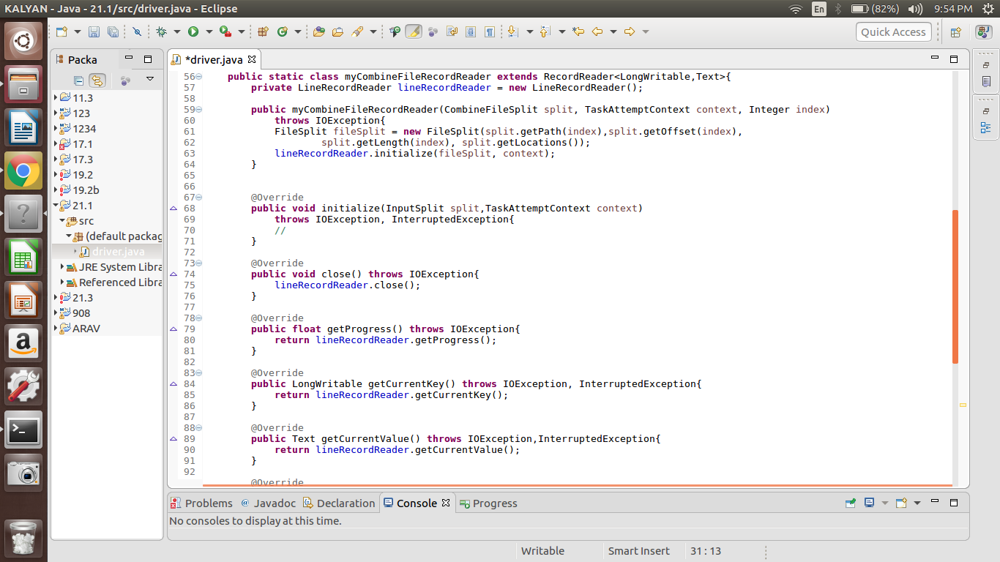 KALYAN - Java - 21.1/src/driver.java - Eclipse
En
(82%)
9:54 PM
Quick Access
Packa
*driver.java
11.3
123
1234
17.1
17.3
19.2
19.2b
21.1
src
(default packag
driver.java
JRE System Libra
Referenced Libra
21.3
908
ARAV
56 public static class myCombineFileRecordReader extends RecordReader<LongWritable,Text>{
57 private LineRecordReader lineRecordReader = new LineRecordReader();
58
59 public myCombineFileRecordReader(CombineFileSplit split, TaskAttemptContext context, Integer index)
60 throws IOException{
61 FileSplit fileSplit = new FileSplit(split.getPath(index),split.getOffset(index),
62 split.getLength(index), split.getLocations());
63 lineRecordReader.initialize(fileSplit, context);
64 }
65
66
67 @Override
68 public void initialize(InputSplit split,TaskAttemptContext context)
69 throws IOException, InterruptedException{
70 //
71 }
72
73 @Override
74 public void close() throws IOException{
75 lineRecordReader.close();
76 }
77
78 @Override
79 public float getProgress() throws IOException{
80 return lineRecordReader.getProgress();
81 }
82
83 @Override
84 public LongWritable getCurrentKey() throws IOException, InterruptedException{
85 return lineRecordReader.getCurrentKey();
86 }
87
88 @Override
89 public Text getCurrentValue() throws IOException,InterruptedException{
90 return lineRecordReader.getCurrentValue();
91 }
92
@Override
Problems @ Javadoc Declaration Console Progress
No consoles to display at this time.
Writable Smart Insert 31 : 13